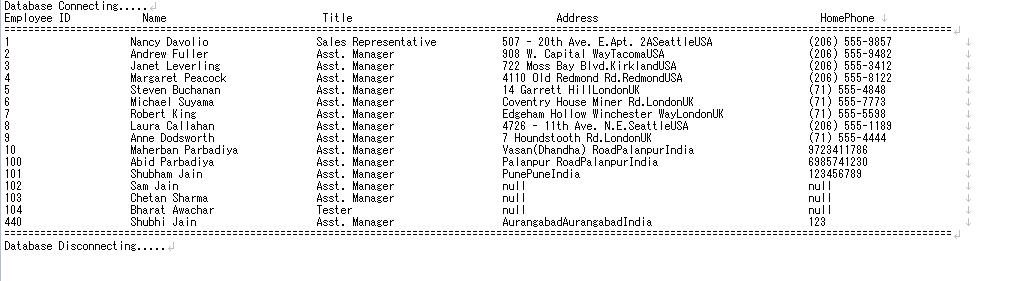 Database Connecting.....↲
Employee ID Name Title Address HomePhone ↓
================================================================================↲
1 Nancy Davolio Sales Representative 507 - 20th Ave. E.Apt. 2ASeattleUSA (206) 555-9857 ↓
2 Andrew Fuller Asst. Manager 908 W. Capital WayTacomaUSA (206) 555-9482 ↓
3 Janet Leverling Asst. Manager 722 Moss Bay Blvd.KirklandUSA (206) 555-3412 ↓
4 Margaret Peacock Asst. Manager 4110 Old Redmond Rd.RedmondUSA (206) 555-8122 ↓
5 Steven Buchanan Asst. Manager 14 Garrett HillLondonUK (71) 555-4848 ↓
6 Michael Suyama Asst. Manager Coventry House Miner Rd.LondonUK (71) 555-7773 ↓
7 Robert King Asst. Manager Edgeham Hollow Winchester WayLondonUK (71) 555-5598 ↓
8 Laura Callahan Asst. Manager 4726 - 11th Ave. N.E.SeattleUSA (206) 555-1189 ↓
9 Anne Dodsworth Asst. Manager 7 Houndstooth Rd.LondonUK (71) 555-4444 ↓
10 Maherban Parbadiya Asst. Manager Vasan(Dhandha) RoadPalanpurIndia 9723411786 ↓
100 Abid Parbadiya Asst. Manager Palanpur RoadPalanpurIndia 6985741230 ↓
101 Shubham Jain Asst. Manager PunePuneIndia 123456789 ↓
102 Sam Jain Asst. Manager null null ↓
103 Chetan Sharma Asst. Manager null null ↓
104 Bharat Awachar Tester null null ↓
440 Shubhi Jain Asst. Manager AurangabadAurangabadIndia 123 ↓
================================================================================↲
Database Disconnecting.....↲